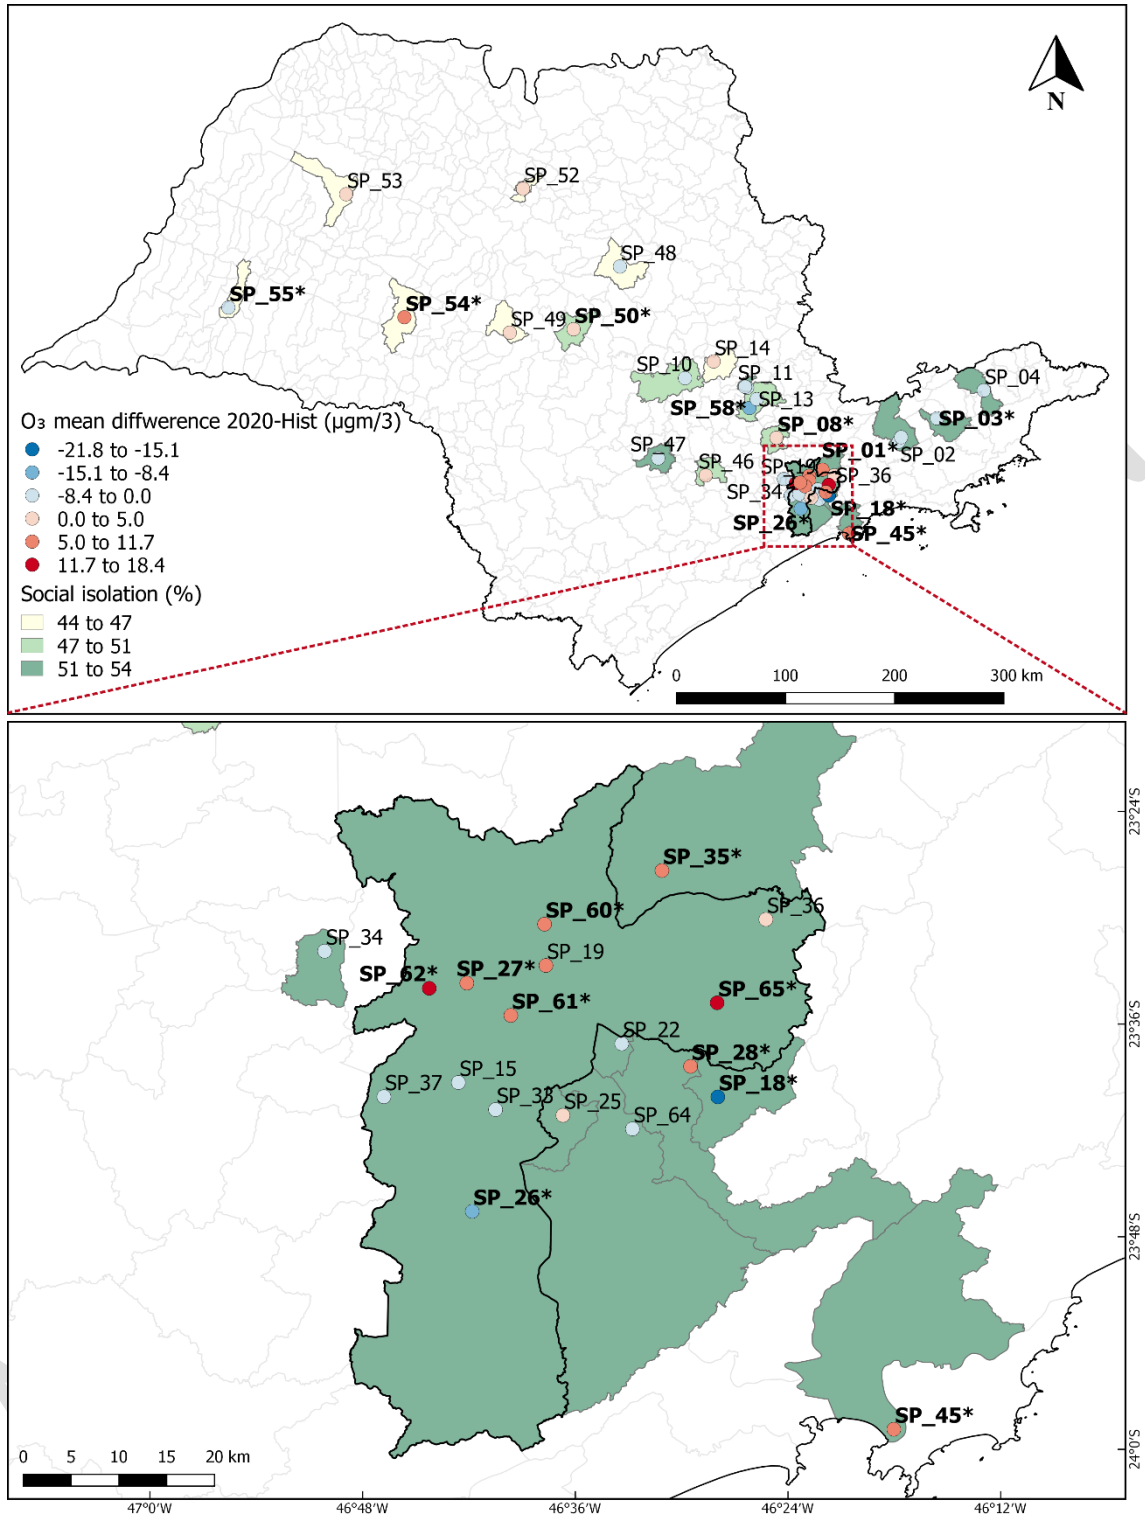 N
SP_53
SP_52
SP_48
SP_55*
SP_54*
SP_49
SP_50*
SP_14
SP_10
SP_11
SP_13
SP_58*
SP_04
SP_03*
SP_08*
SP_02
SP_01*
SP_47
SP_46
SP_36
SP_34
SP_18*
SP_26*
SP_45*
O₃ mean diffwerence 2020-Hist (µgm/3)
-21.8 to -15.1
-15.1 to -8.4
-8.4 to 0.0
0.0 to 5.0
5.0 to 11.7
11.7 to 18.4
Social isolation (%)
44 to 47
47 to 51
51 to 54
0 100 200 300 km
SP_35*
SP_36
SP_60*
SP_34
SP_19
SP_62*
SP_27*
SP_65*
SP_61*
SP_22
SP_28*
SP_15
SP_37
SP_18*
SP_33
SP_25
SP_64
SP_26*
SP_45*
0 5 10 15 20 km
23°24'S
23°36'S
23°48'S
24°0'S
47°0'W 46°48'W 46°36'W 46°24'W 46°12'W